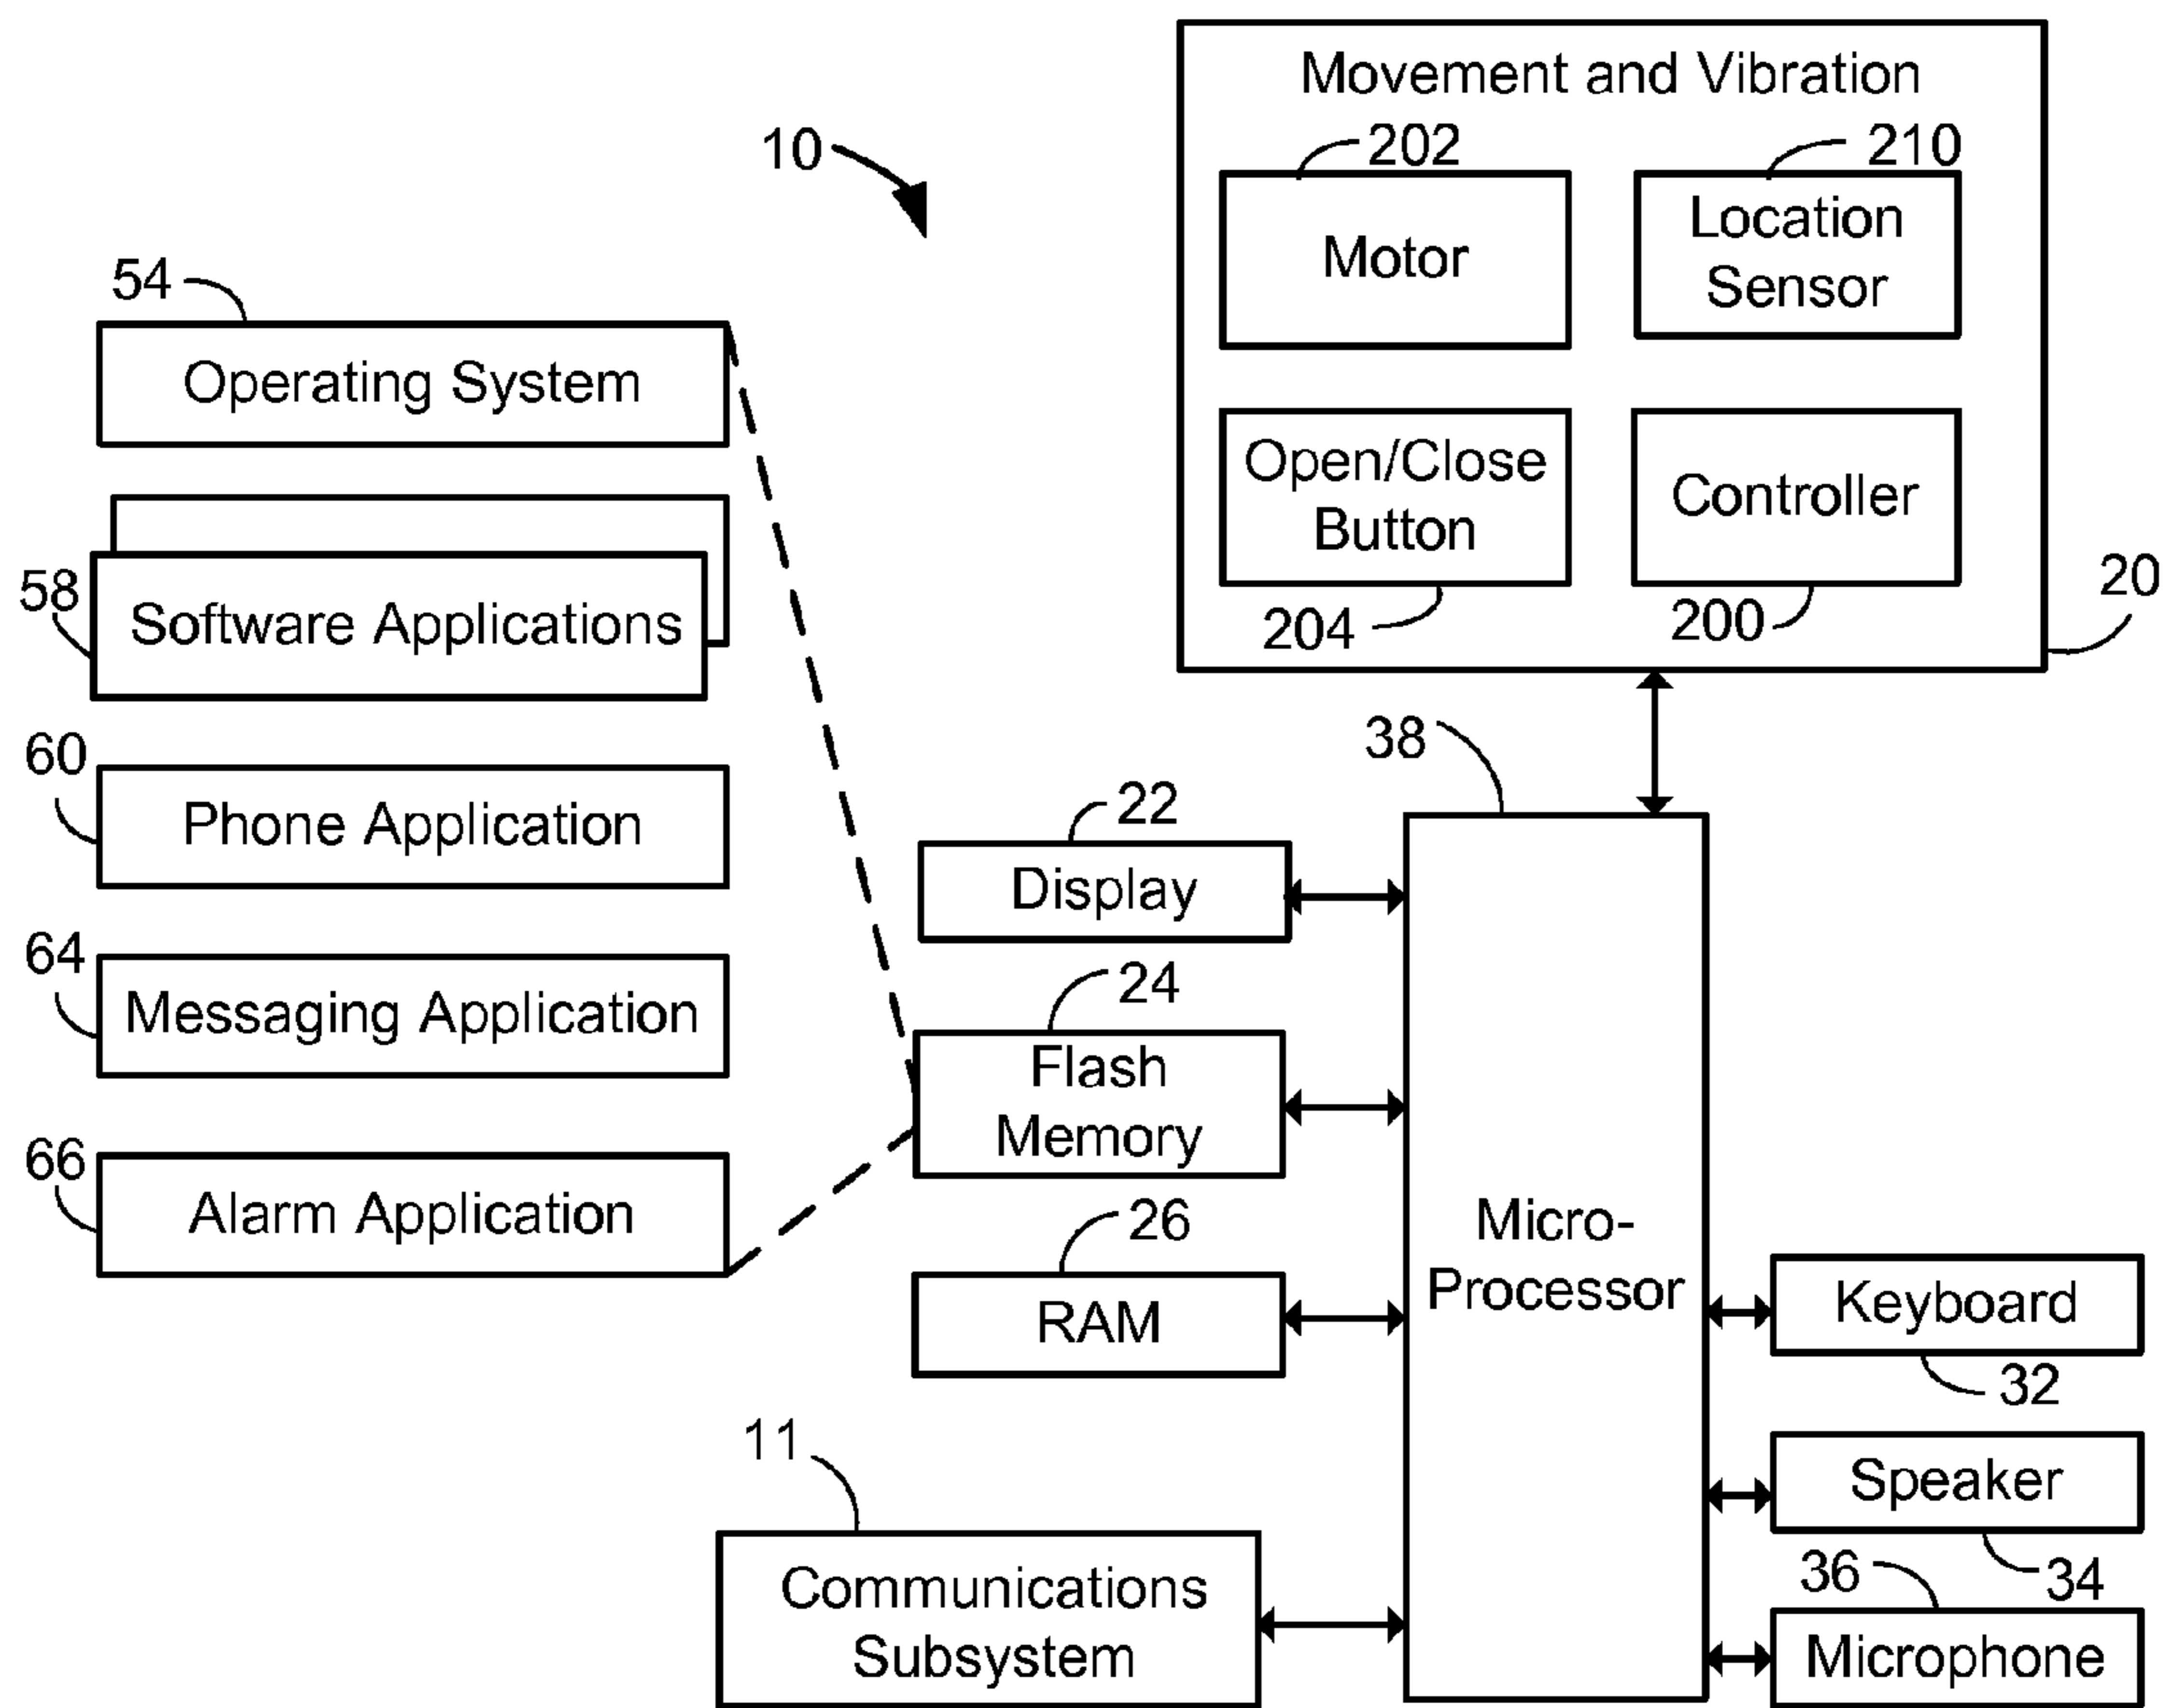 Movement and Vibration
10
202
210
Motor
Location
Sensor
Open/Close
Button
Controller
204
200
20
54
Operating System
58
Software Applications
60
Phone Application
64
Messaging Application
66
Alarm Application
38
22
Display
24
Flash
Memory
26
RAM
11
Communications
Subsystem
Micro-
Processor
Keyboard
32
Speaker
34
36
Microphone